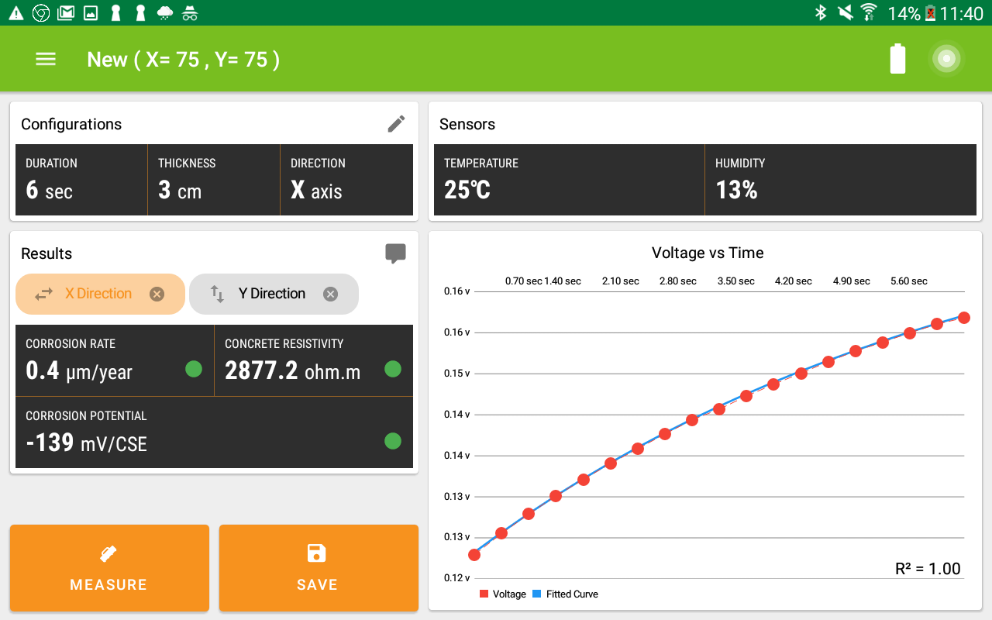 14% 11:40
New ( X= 75 , Y= 75 )
Configurations
DURATION THICKNESS DIRECTION
6 sec 3 cm X axis
Sensors
TEMPERATURE HUMIDITY
25℃ 13%
Results
X Direction Y Direction
CORROSION RATE CONCRETE RESISTIVITY
0.4 µm/year 2877.2 ohm.m
CORROSION POTENTIAL
-139 mV/CSE
MEASURE SAVE
Voltage vs Time
0.70 sec 1.40 sec 2.10 sec 2.80 sec 3.50 sec 4.20 sec 4.90 sec 5.60 sec
0.16 v
0.16 v
0.15 v
0.14 v
0.14 v
0.13 v
0.13 v
0.12 v
R² = 1.00
Voltage Fitted Curve